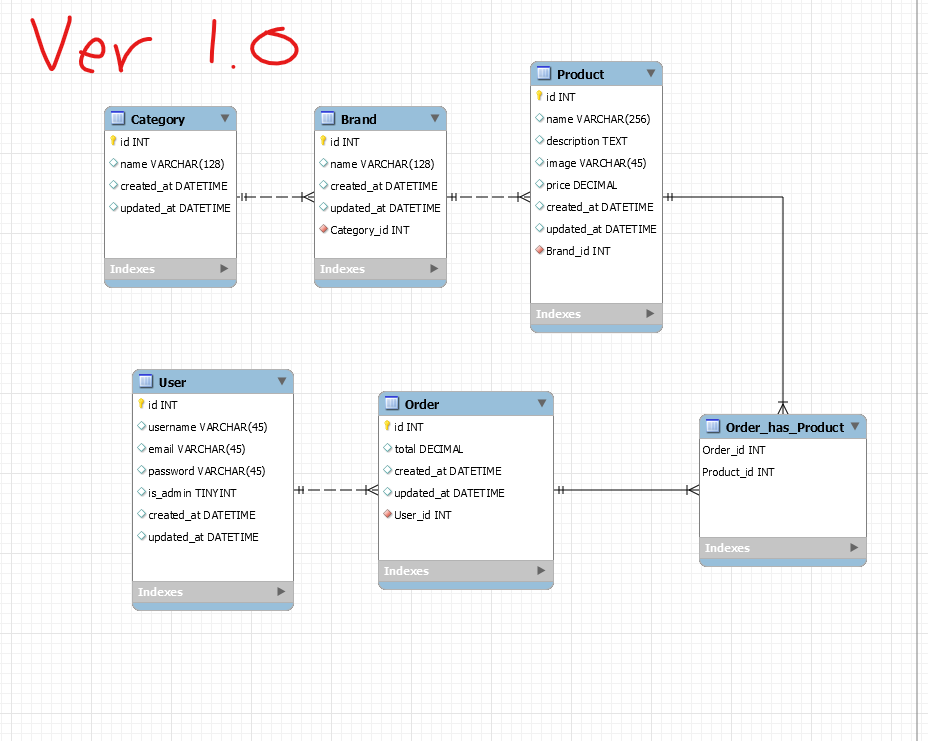 Ver 1.0
Category
id INT
name VARCHAR(128)
created_at DATETIME
updated_at DATETIME
Indexes
Brand
id INT
name VARCHAR(128)
created_at DATETIME
updated_at DATETIME
Category_id INT
Indexes
Product
id INT
name VARCHAR(256)
description TEXT
image VARCHAR(45)
price DECIMAL
created_at DATETIME
updated_at DATETIME
Brand_id INT
Indexes
User
id INT
username VARCHAR(45)
email VARCHAR(45)
password VARCHAR(45)
is_admin TINYINT
created_at DATETIME
updated_at DATETIME
Indexes
Order
id INT
total DECIMAL
created_at DATETIME
updated_at DATETIME
User_id INT
Indexes
Order_has_Product
Order_id INT
Product_id INT
Indexes